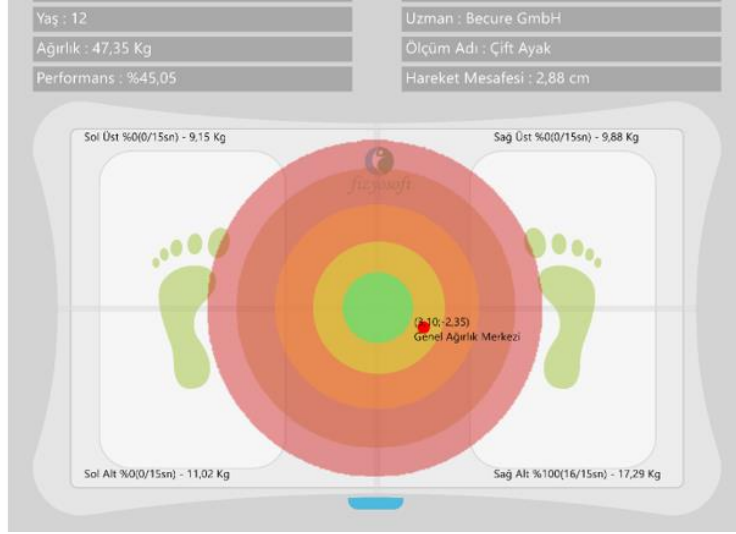 Yaş : 12
Uzman : Becure GmbH
Ağırlık : 47,35 Kg
Ölçüm Adı : Çift Ayak
Performans : %45,05
Hareket Mesafesi : 2,88 cm
Sol Üst %0(0/15sn) - 9,15 Kg
Sağ Üst %0(0/15sn) - 9,88 Kg
fizyosoft
(3,10;-2,35)
Genel Ağırlık Merkezi
Sol Alt %0(0/15sn) - 11,02 Kg
Sağ Alt %100(16/15sn) - 17,29 Kg